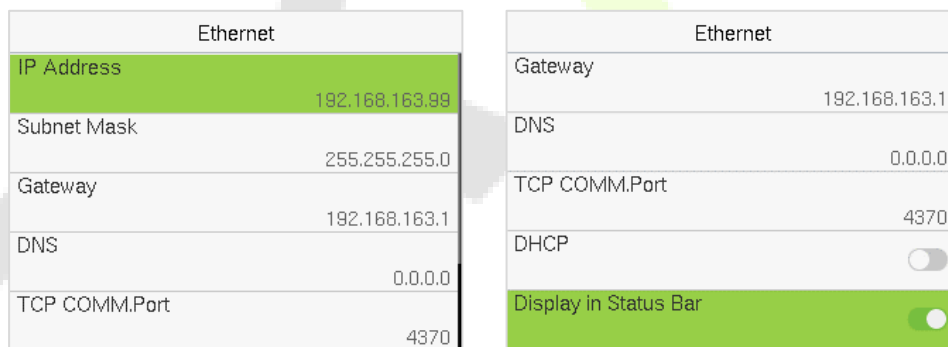 Ethernet
IP Address
192.168.163.99
Subnet Mask
255.255.255.0
Gateway
192.168.163.1
DNS
0.0.0.0
TCP COMM.Port
4370
Ethernet
Gateway
192.168.163.1
DNS
0.0.0.0
TCP COMM.Port
4370
DHCP
Display in Status Bar